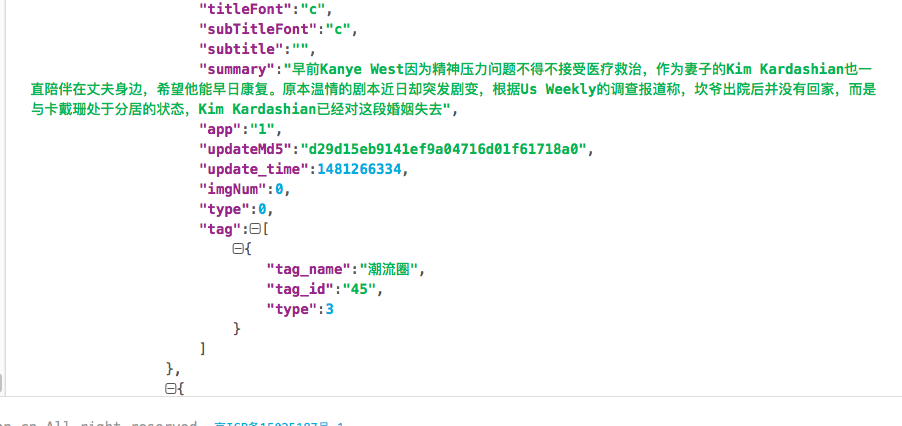 "titleFont":"c",
"subTitleFont":"c",
"subtitle":"",
"summary":"早前Kanye West因为精神压力问题不得不接受医疗救治，作为妻子的Kim Kardashian也一
直陪伴在丈夫身边，希望他能早日康复。原本温情的剧本近日却突发剧变，根据Us Weekly的调查报道称，坎爷出院后并没有回家，而是
与卡戴珊处于分居的状态，Kim Kardashian已经对这段婚姻失去",
"app":"1",
"updateMd5":"d29d15eb9141ef9a04716d01f61718a0",
"update_time":1481266334,
"imgNum":0,
"type":0,
"tag":[
{
"tag_name":"潮流圈",
"tag_id":"45",
"type":3
}
]
},
{
All right reserved.